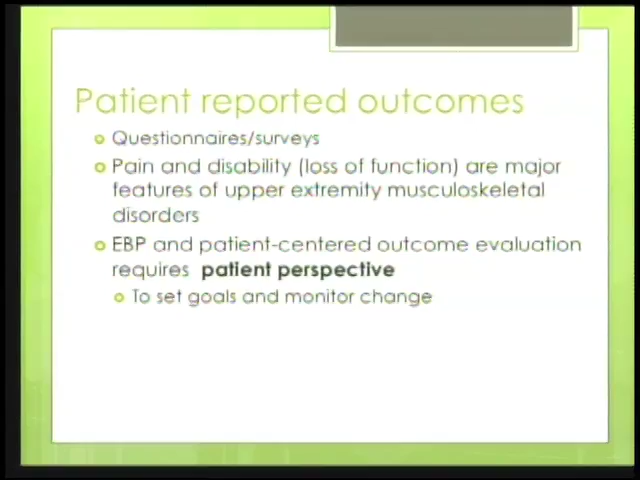 Patient reported outcomes
Questionnaires/surveys
Pain and disability (loss of function) are major
features of upper extremity musculoskeletal
disorders
EBP and patient-centered outcome evaluation
requires patient perspective
To set goals and monitor change